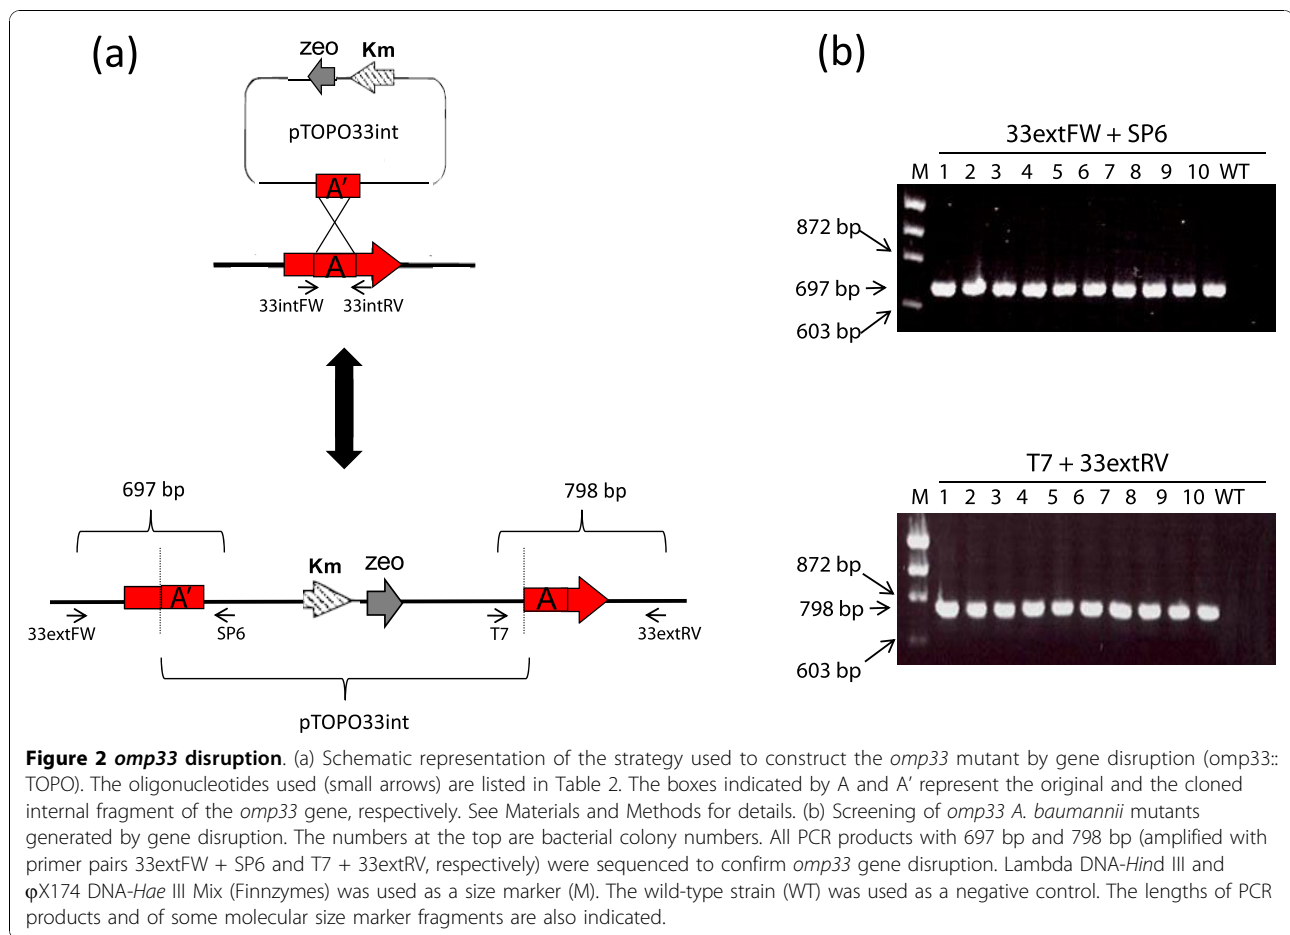 (a)
zeo
Km
pTOPO33int
A'
A
33intFW
33intRV
697 bp
798 bp
Km
zeo
A'
A
33extFW
SP6
T7
33extRV
pTOPO33int
(b)
33extFW + SP6
M 1 2 3 4 5 6 7 8 9 10 WT
872 bp
697 bp
603 bp
T7 + 33extRV
M 1 2 3 4 5 6 7 8 9 10 WT
872 bp
798 bp
603 bp
Figure 2 omp33 disruption. (a) Schematic representation of the strategy used to construct the omp33 mutant by gene disruption (omp33::
TOPO). The oligonucleotides used (small arrows) are listed in Table 2. The boxes indicated by A and A’ represent the original and the cloned
internal fragment of the omp33 gene, respectively. See Materials and Methods for details. (b) Screening of omp33 A. baumannii mutants
generated by gene disruption. The numbers at the top are bacterial colony numbers. All PCR products with 697 bp and 798 bp (amplified with
primer pairs 33extFW + SP6 and T7 + 33extRV, respectively) were sequenced to confirm omp33 gene disruption. Lambda DNA-Hind III and
φX174 DNA-Hae III Mix (Finnzymes) was used as a size marker (M). The wild-type strain (WT) was used as a negative control. The lengths of PCR
products and of some molecular size marker fragments are also indicated.